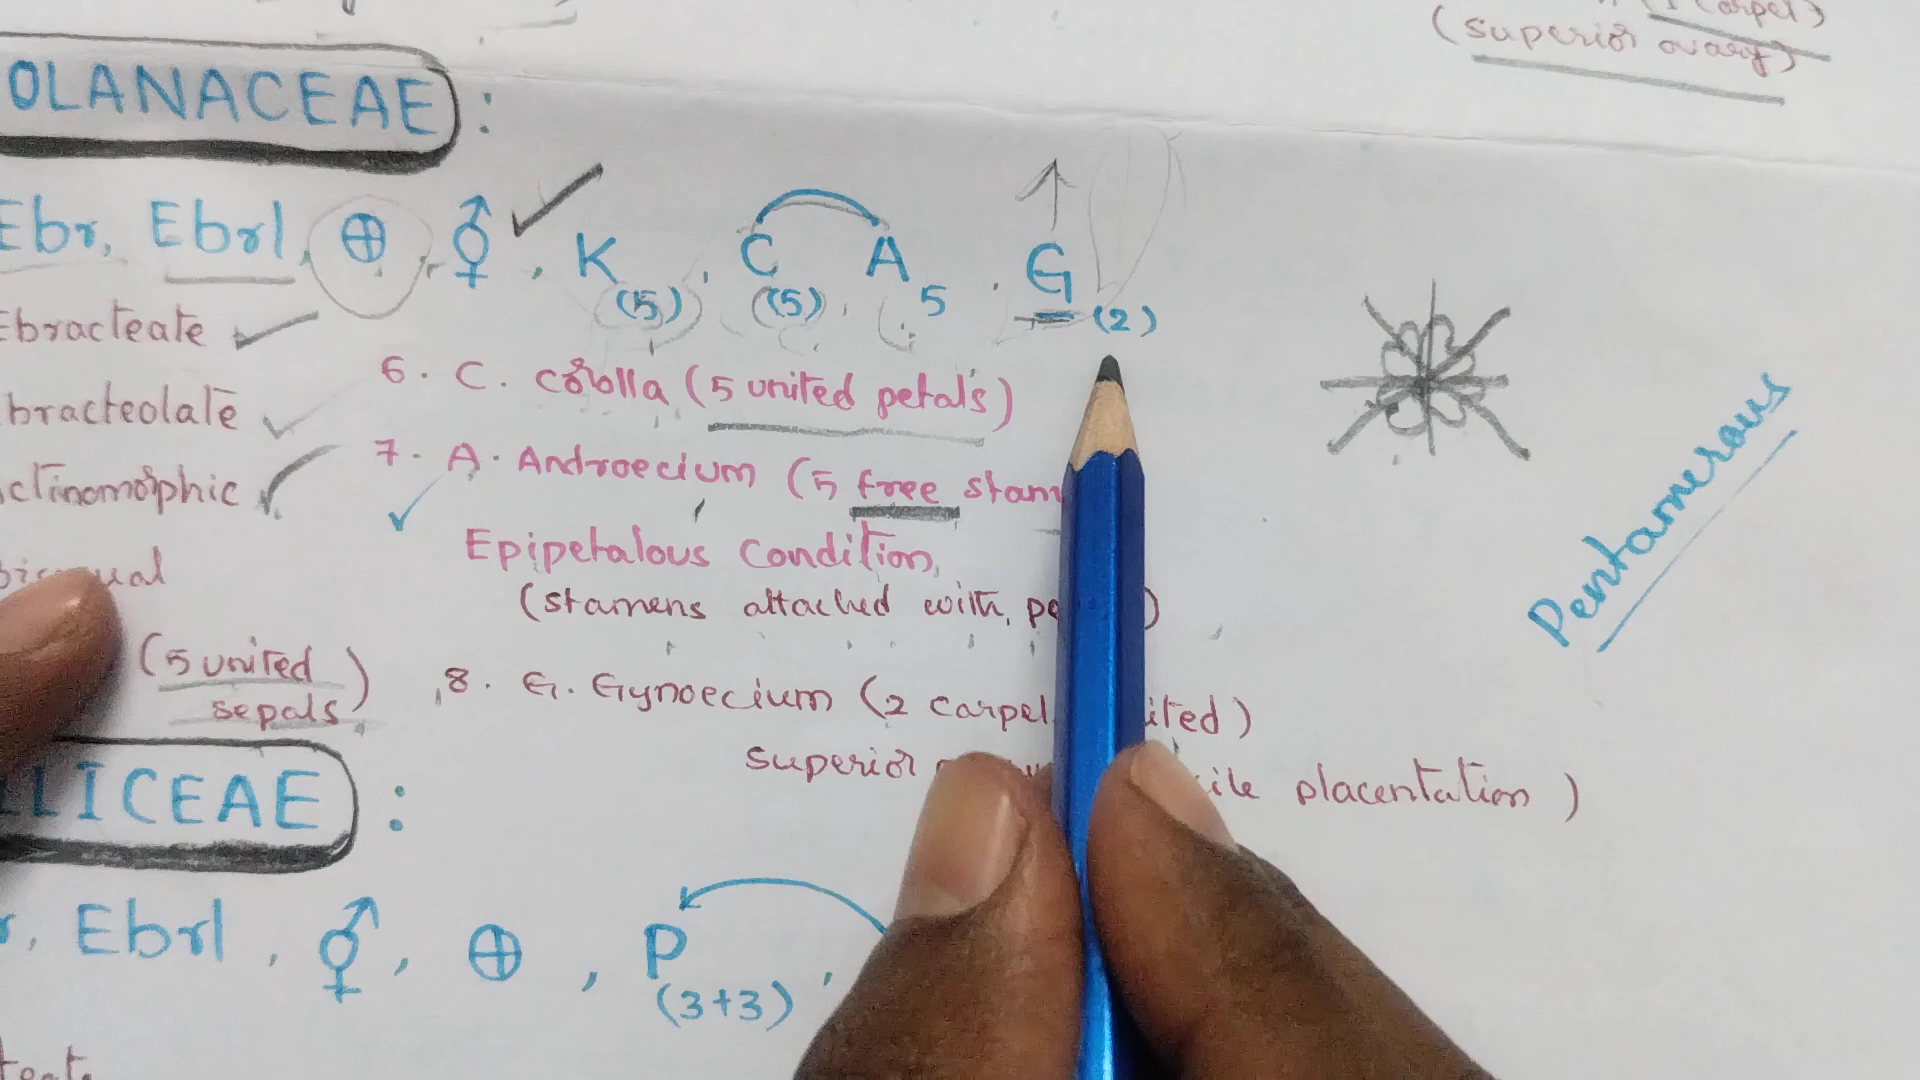 (superior ovary)
OLANACEAE :
Ebr, Ebrl, ⊕ ⚥, K(5), C(5), A5. G(2)
Ebracteate
bracteolate
ctinomorphic
6. C. corolla (5 united petals)
7. A. Androecium (5 free stam
Epipetalous Condition,
(stamens attached with,
(5 united
sepals)
8. G. Gynoecium (2 carpel ited)
superior placentation)
Pentamerous
LICEAE :
r, Ebrl, ⚥, ⊕, P(3+3),